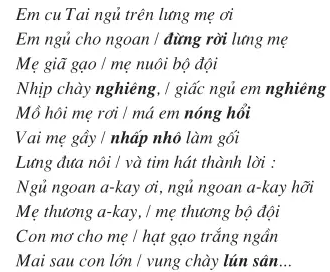 Em cu Tai ngủ trên lưng mẹ ơi
Em ngủ cho ngoan / đừng rời lưng mẹ
Mẹ giã gạo / mẹ nuôi bộ đội
Nhịp chày nghiêng, / giấc ngủ em nghiêng
Mồ hôi mẹ rơi / má em nóng hổi
Vai mẹ gầy / nhấp nhô làm gối
Lưng đưa nôi / và tim hát thành lời :
Ngủ ngoan a-kay ơi, ngủ ngoan a-kay hỡi
Mẹ thương a-kay, / mẹ thương bộ đội
Con mơ cho mẹ / hạt gạo trắng ngần
Mai sau con lớn / vung chày lún sân...